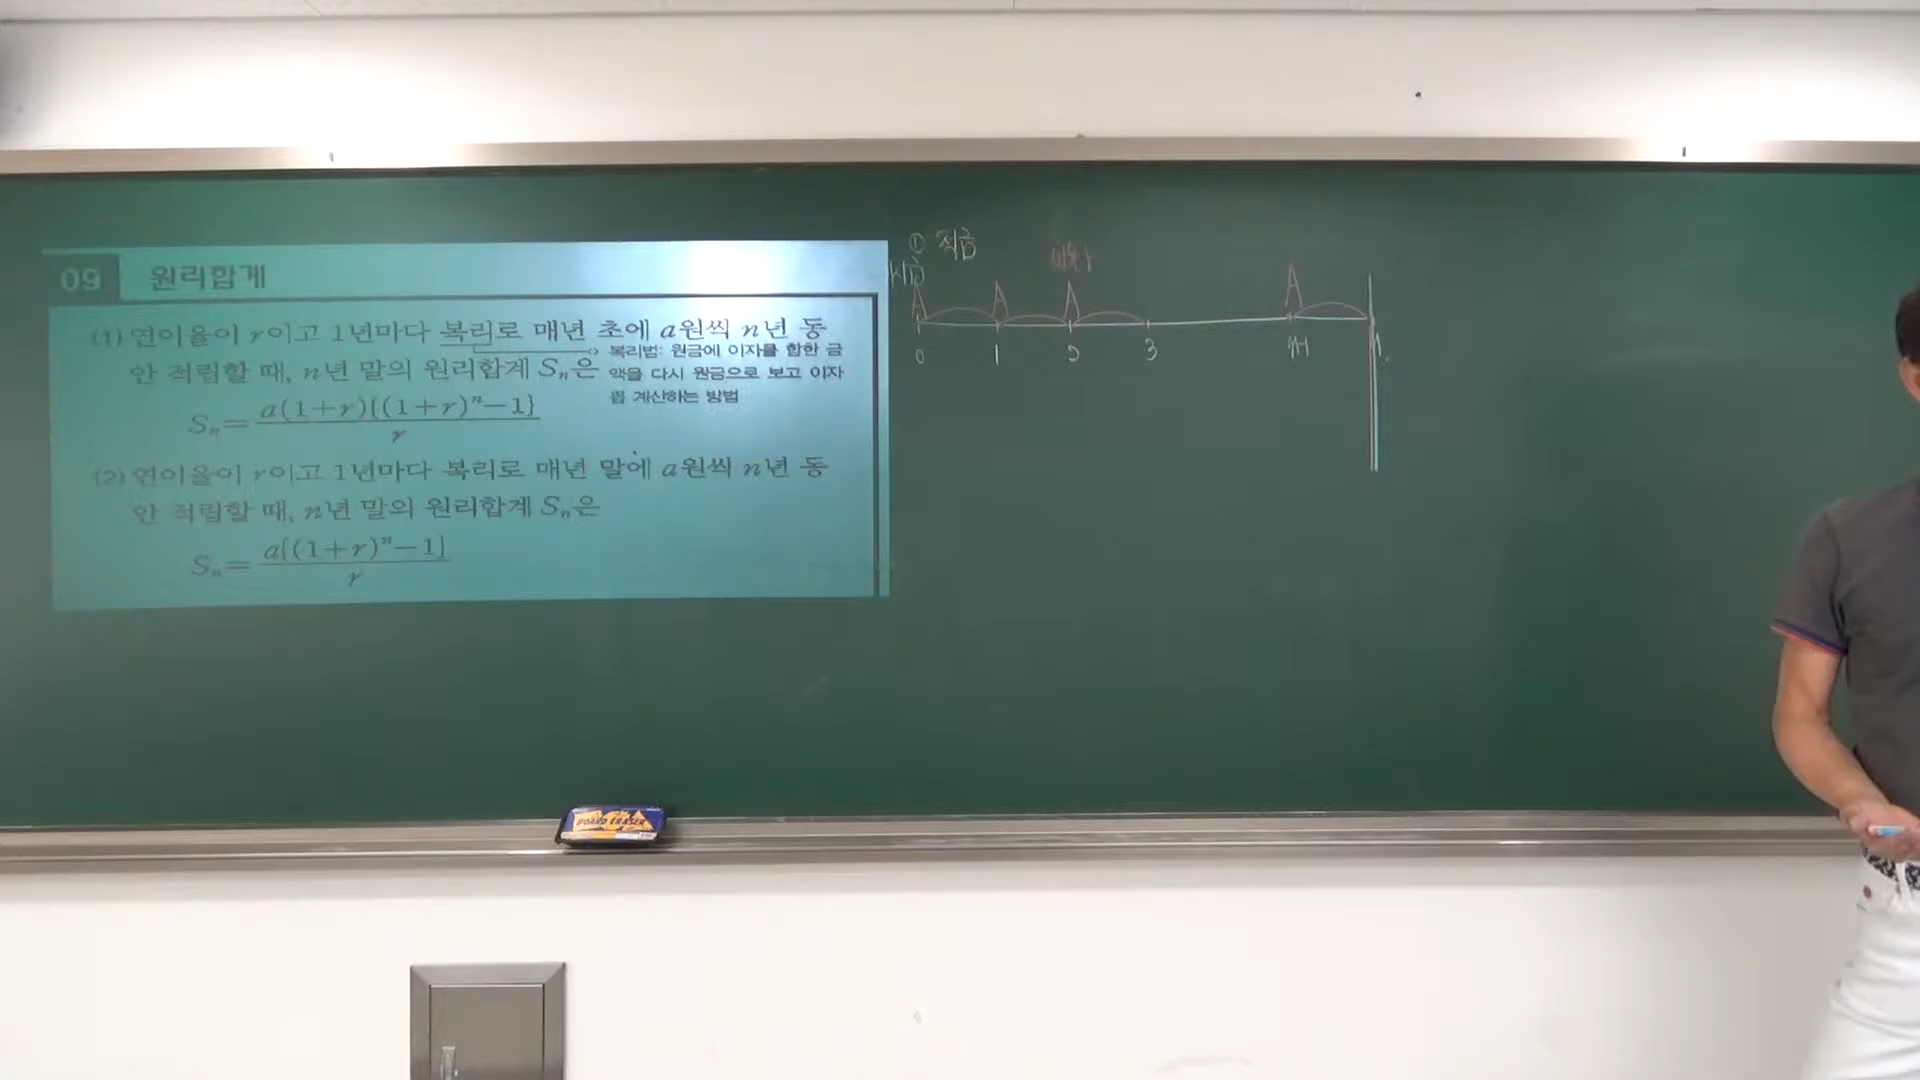 09 원리합계
(1) 연이율이 r이고 1년마다 복리로 매년 초에 a원씩 n년 동
안 적립할 때, n년 말의 원리합계 Sₙ은
복리법: 원금에 이자를 합한 금
액을 다시 원금으로 보고 이자
를 계산하는 방법
Sₙ = a(1+r){(1+r)ⁿ−1} / r
(2) 연이율이 r이고 1년마다 복리로 매년 말에 a원씩 n년 동
안 적립할 때, n년 말의 원리합계 Sₙ은
Sₙ = a{(1+r)ⁿ−1} / r
① 적금
A A A A
0 1 2 3 n-1 n
BOARD ERASER